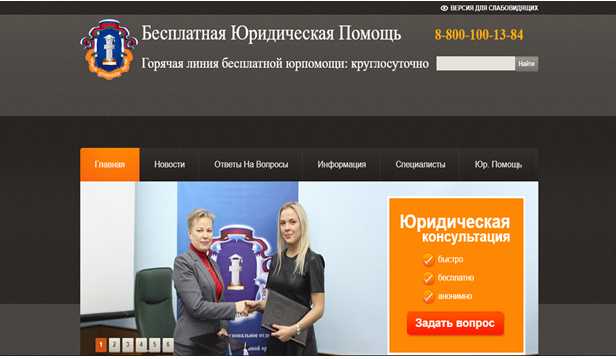 ВЕРСИЯ ДЛЯ СЛАБОВИДЯЩИХ
Бесплатная Юридическая Помощь
8-800-100-13-84
Горячая линия бесплатной юрпомощи: круглосуточно
Найти
Главная
Новости
Ответы На Вопросы
Информация
Специалисты
Юр. Помощь
Юридическая
консультация
быстро
бесплатно
анонимно
Задать вопрос
1 2 3 4 5 6